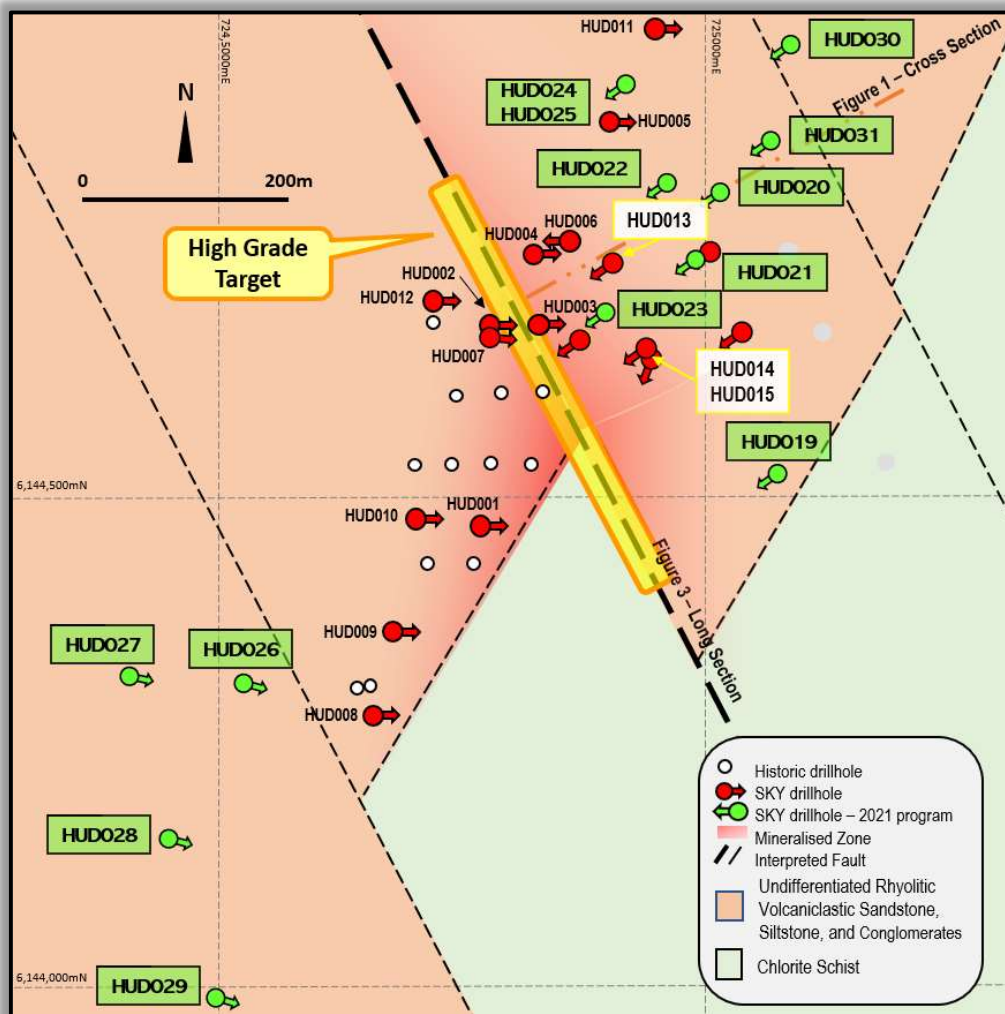 724,5000mE
725000mE
HUD011
HUD030
Figure 1 – Cross Section
HUD024
HUD025
HUD005
N
HUD031
0
200m
HUD022
HUD020
HUD013
HUD006
HUD004
High Grade
Target
HUD002
HUD021
HUD012
HUD003
HUD023
HUD007
HUD014
HUD015
HUD019
6,144,500mN
HUD010
HUD001
Figure 3 – Long Section
HUD009
HUD027
HUD026
HUD008
HUD028
6,144,000mN
HUD029
Historic drillhole
SKY drillhole
SKY drillhole – 2021 program
Mineralised Zone
Interpreted Fault
Undifferentiated Rhyolitic
Volcaniclastic Sandstone,
Siltstone, and Conglomerates
Chlorite Schist